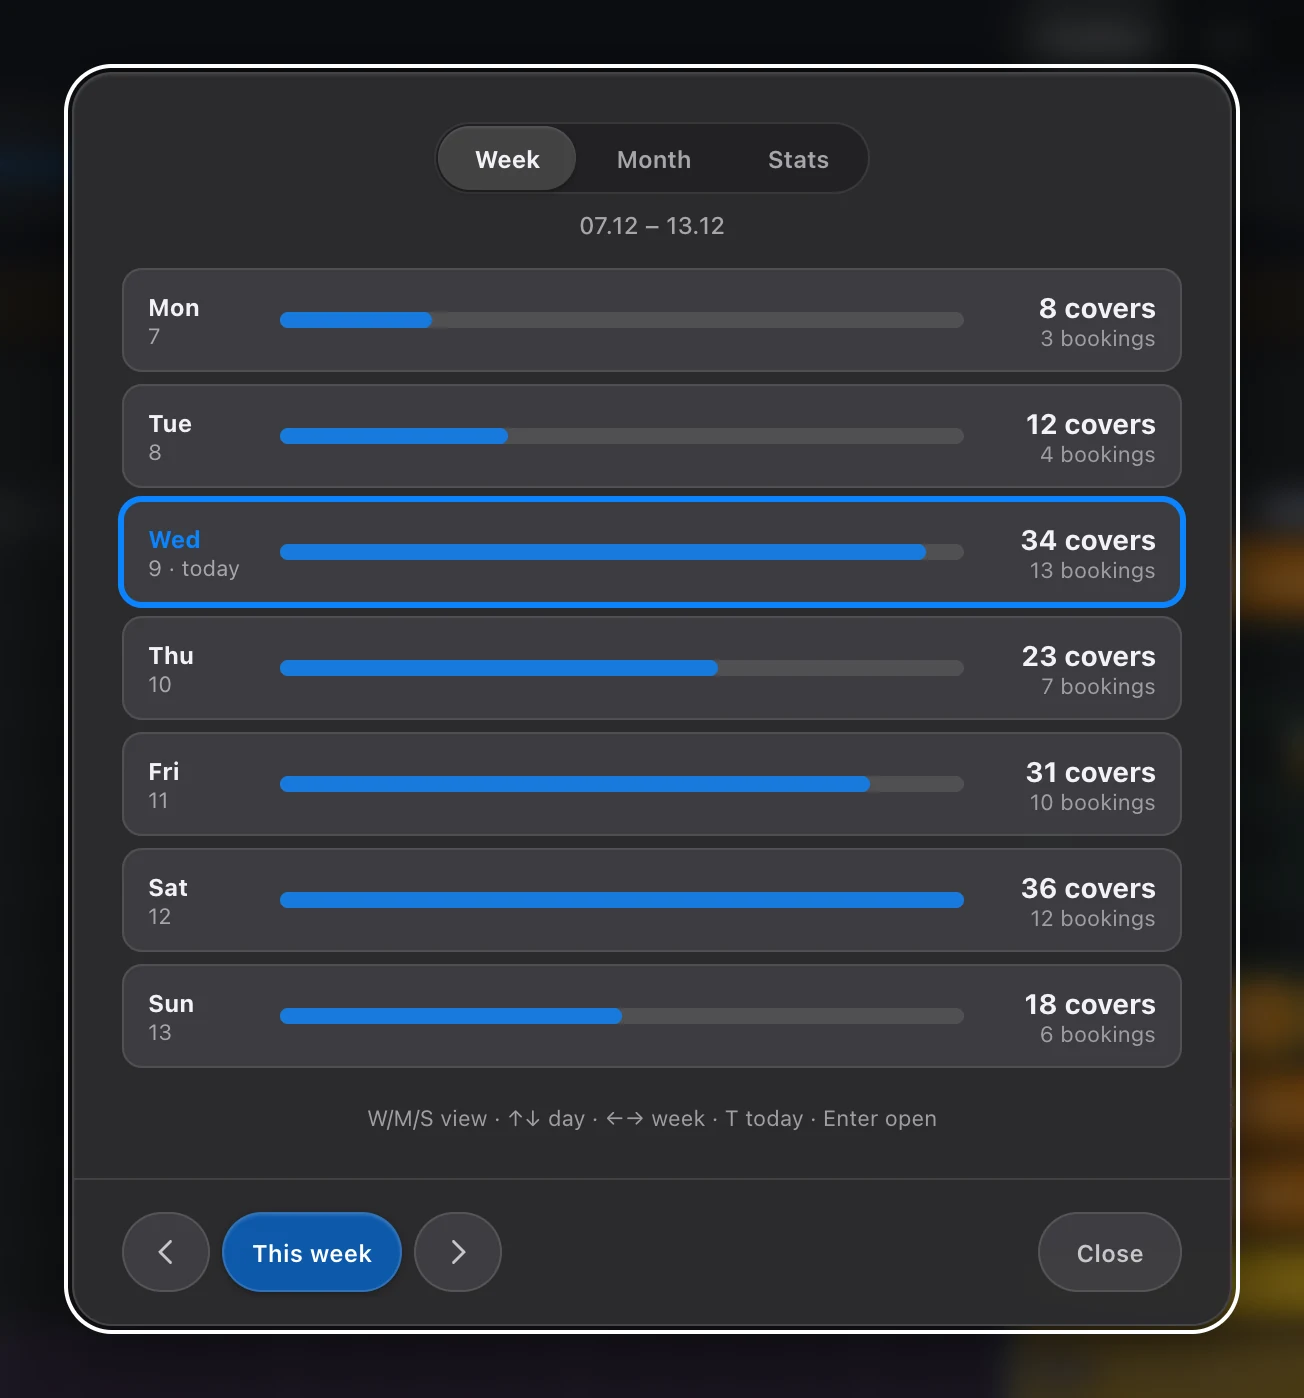 Week Month Stats
07.12 – 13.12
Mon
7
8 covers
3 bookings
Tue
8
12 covers
4 bookings
Wed
9 · today
34 covers
13 bookings
Thu
10
23 covers
7 bookings
Fri
11
31 covers
10 bookings
Sat
12
36 covers
12 bookings
Sun
13
18 covers
6 bookings
W/M/S view · ↑↓ day · ←→ week · T today · Enter open
This week
Close